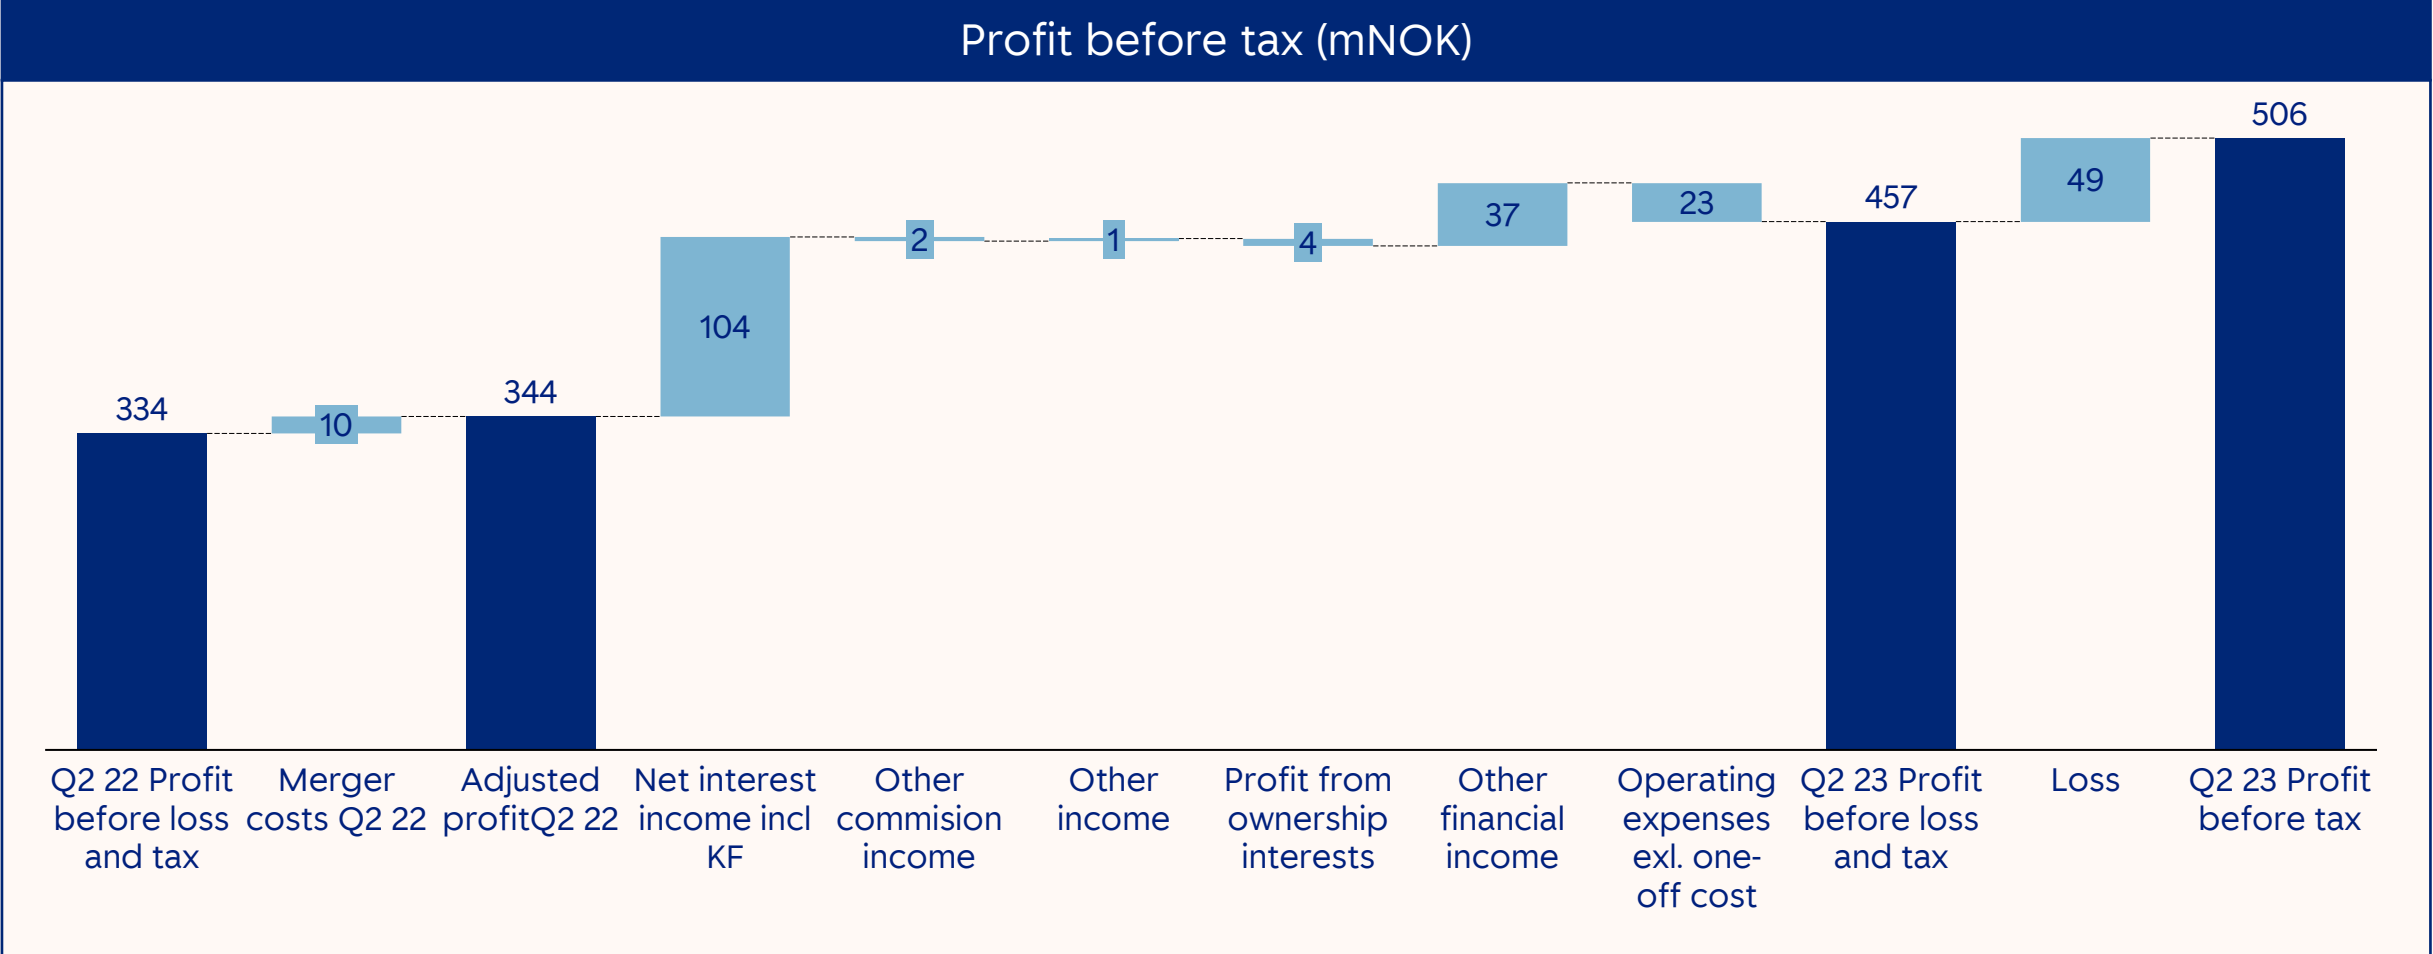 Profit before tax (mNOK)
334
10
344
104
2
1
4
37
23
457
49
506
Q2 22 Profit
before loss
and tax
Merger
costs Q2 22
Adjusted
profitQ2 22
Net interest
income incl
KF
Other
commision
income
Other
income
Profit from
ownership
interests
Other
financial
income
Operating
expenses
exl. one-
off cost
Q2 23 Profit
before loss
and tax
Loss
Q2 23 Profit
before tax